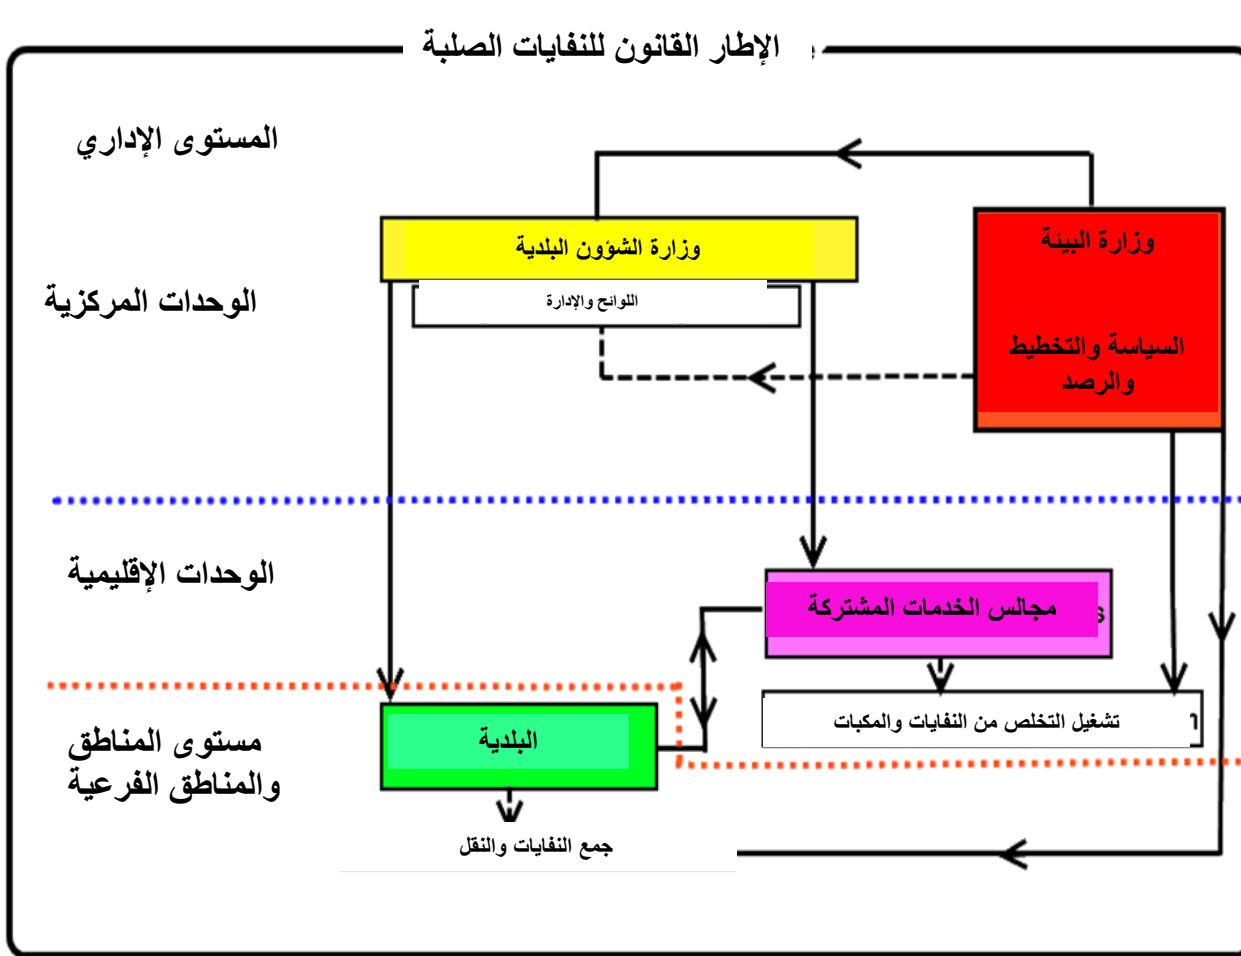 الإطار القانون للنفايات الصلبة
المستوى الإداري
وزارة الشؤون البلدية
وزارة البيئة
الوحدات المركزية
اللوائح والإدارة
السياسة والتخطيط
والرصد
الوحدات الإقليمية
مجالس الخدمات المشتركة
s
تشغيل التخلص من النفايات والمكبات
مستوى المناطق
والمناطق الفرعية
البلدية
جمع النفايات والنقل